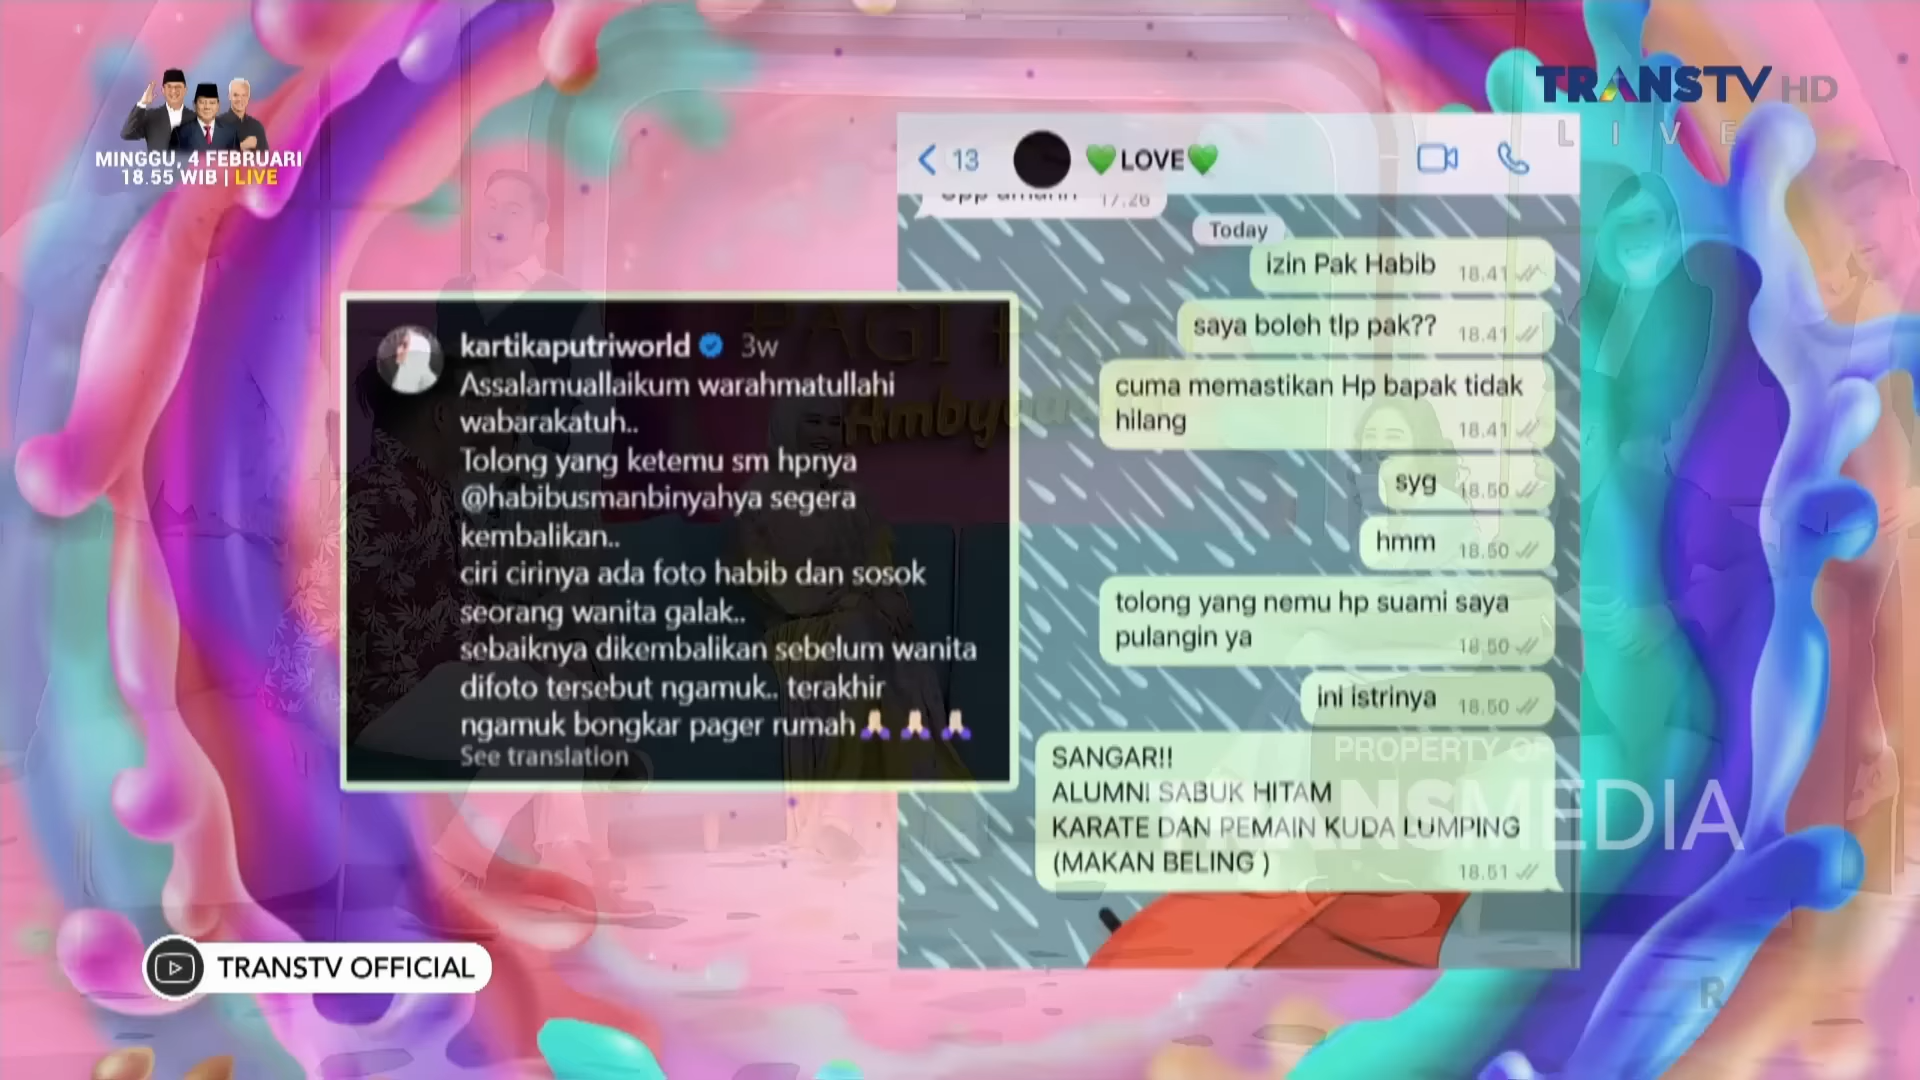 MINGGU, 4 FEBRUARI
18.55 WIB | LIVE
TRANSTV HD
LIVE
kartikaputriworld 3w
Assalamuallaikum warahmatullahi
wabarakatuh..
Tolong yang ketemu sm hpnya
@habibusmanbinyahya segera
kembalikan..
ciri cirinya ada foto habib dan sosok
seorang wanita galak..
sebaiknya dikembalikan sebelum wanita
difoto tersebut ngamuk.. terakhir
ngamuk bongkar pager rumah🙏🏻🙏🏻🙏🏻
See translation
13 💚LOVE💚
17.26
Today
izin Pak Habib 18.41
saya boleh tlp pak?? 18.41
cuma memastikan Hp bapak tidak
hilang 18.41
syg 18.50
hmm 18.50
tolong yang nemu hp suami saya
pulangin ya 18.50
ini istrinya 18.50
SANGAR!!
ALUMNI SABUK HITAM
KARATE DAN PEMAIN KUDA LUMPING
(MAKAN BELING ) 18.51
PAGI
Ambyar
PROPERTY OF
TRANSMEDIA
TRANSTV OFFICIAL
R